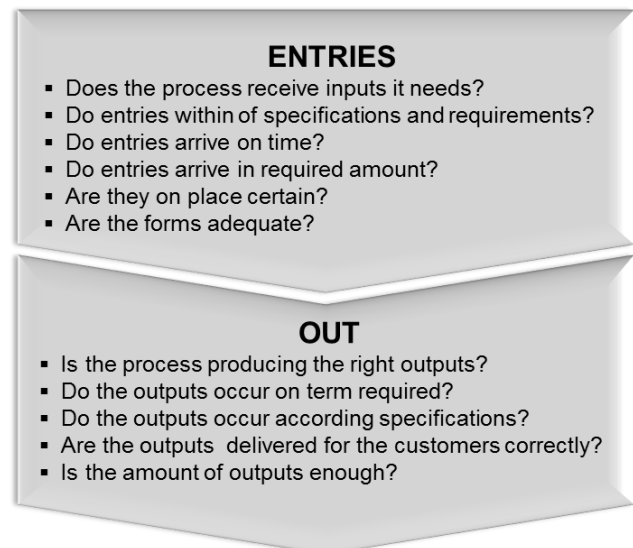 ENTRIES
▪ Does the process receive inputs it needs?
▪ Do entries within of specifications and requirements?
▪ Do entries arrive on time?
▪ Do entries arrive in required amount?
▪ Are they on place certain?
▪ Are the forms adequate?
OUT
▪ Is the process producing the right outputs?
▪ Do the outputs occur on term required?
▪ Do the outputs occur according specifications?
▪ Are the outputs delivered for the customers correctly?
▪ Is the amount of outputs enough?